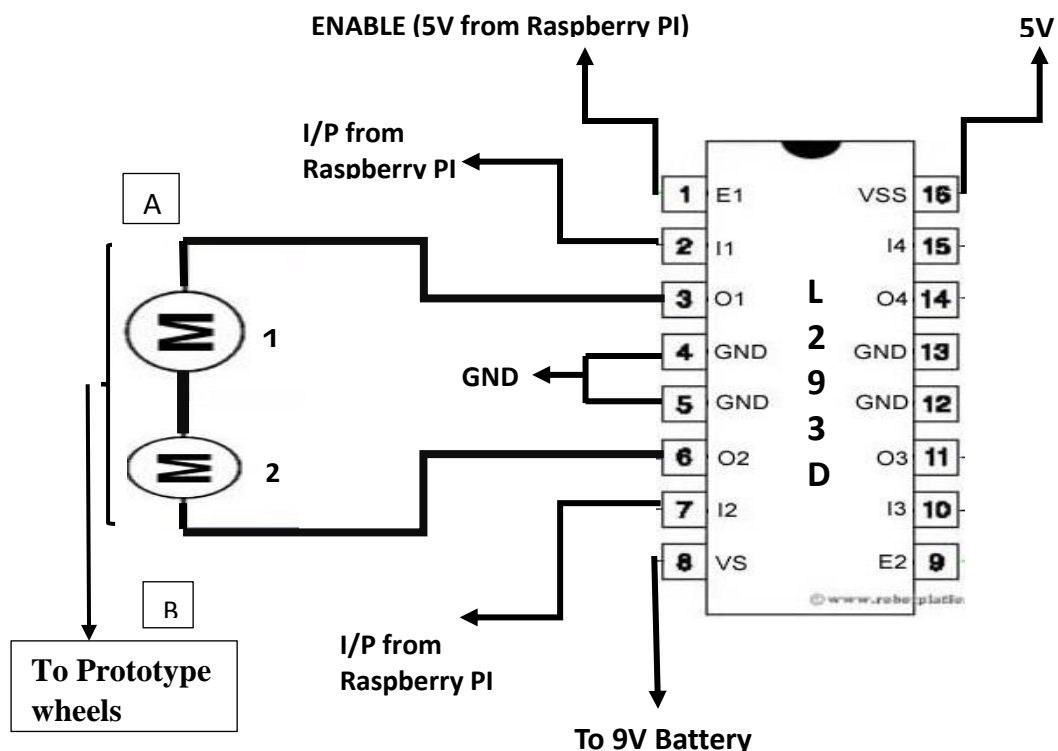 ENABLE (5V from Raspberry PI)
5V
I/P from
Raspberry PI
A
1
2
B
To Prototype
wheels
GND
I/P from
Raspberry PI
To 9V Battery
1 E1
2 I1
3 O1
4 GND
5 GND
6 O2
7 I2
8 VS
L
2
9
3
D
VSS 16
I4 15
O4 14
GND 13
GND 12
O3 11
I3 10
E2 9
M
M